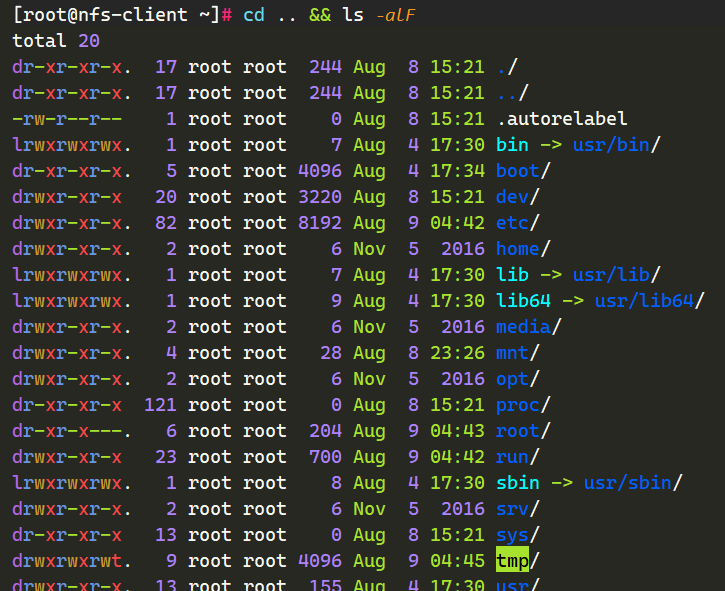 [root@nfs-client ~]# cd .. && ls -alF
total 20
dr-xr-xr-x.  17 root root  244 Aug  8 15:21 ./
dr-xr-xr-x.  17 root root  244 Aug  8 15:21 ../
-rw-r--r--    1 root root    0 Aug  8 15:21 .autorelabel
lrwxrwxrwx.   1 root root    7 Aug  4 17:30 bin -> usr/bin/
dr-xr-xr-x.   5 root root 4096 Aug  4 17:34 boot/
drwxr-xr-x   20 root root 3220 Aug  8 15:21 dev/
drwxr-xr-x.  82 root root 8192 Aug  9 04:42 etc/
drwxr-xr-x.   2 root root    6 Nov  5  2016 home/
lrwxrwxrwx.   1 root root    7 Aug  4 17:30 lib -> usr/lib/
lrwxrwxrwx.   1 root root    9 Aug  4 17:30 lib64 -> usr/lib64/
drwxr-xr-x.   2 root root    6 Nov  5  2016 media/
drwxr-xr-x.   4 root root   28 Aug  8 23:26 mnt/
drwxr-xr-x.   2 root root    6 Nov  5  2016 opt/
dr-xr-xr-x  121 root root    0 Aug  8 15:21 proc/
dr-xr-x---.   6 root root  204 Aug  9 04:43 root/
drwxr-xr-x   23 root root  700 Aug  9 04:42 run/
lrwxrwxrwx.   1 root root    8 Aug  4 17:30 sbin -> usr/sbin/
drwxr-xr-x.   2 root root    6 Nov  5  2016 srv/
dr-xr-xr-x   13 root root    0 Aug  8 15:21 sys/
drwxrwxrwt.   9 root root 4096 Aug  9 04:45 tmp/
drwxr-xr-x.  13 root root  155 Aug  4 17:30 usr/